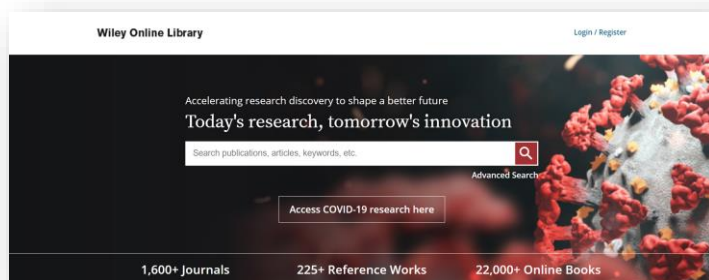 Wiley Online Library
Login / Register
Accelerating research discovery to shape a better future
Today's research, tomorrow's innovation
Search publications, articles, keywords, etc.
Advanced Search
Access COVID-19 research here
1,600+ Journals
225+ Reference Works
22,000+ Online Books